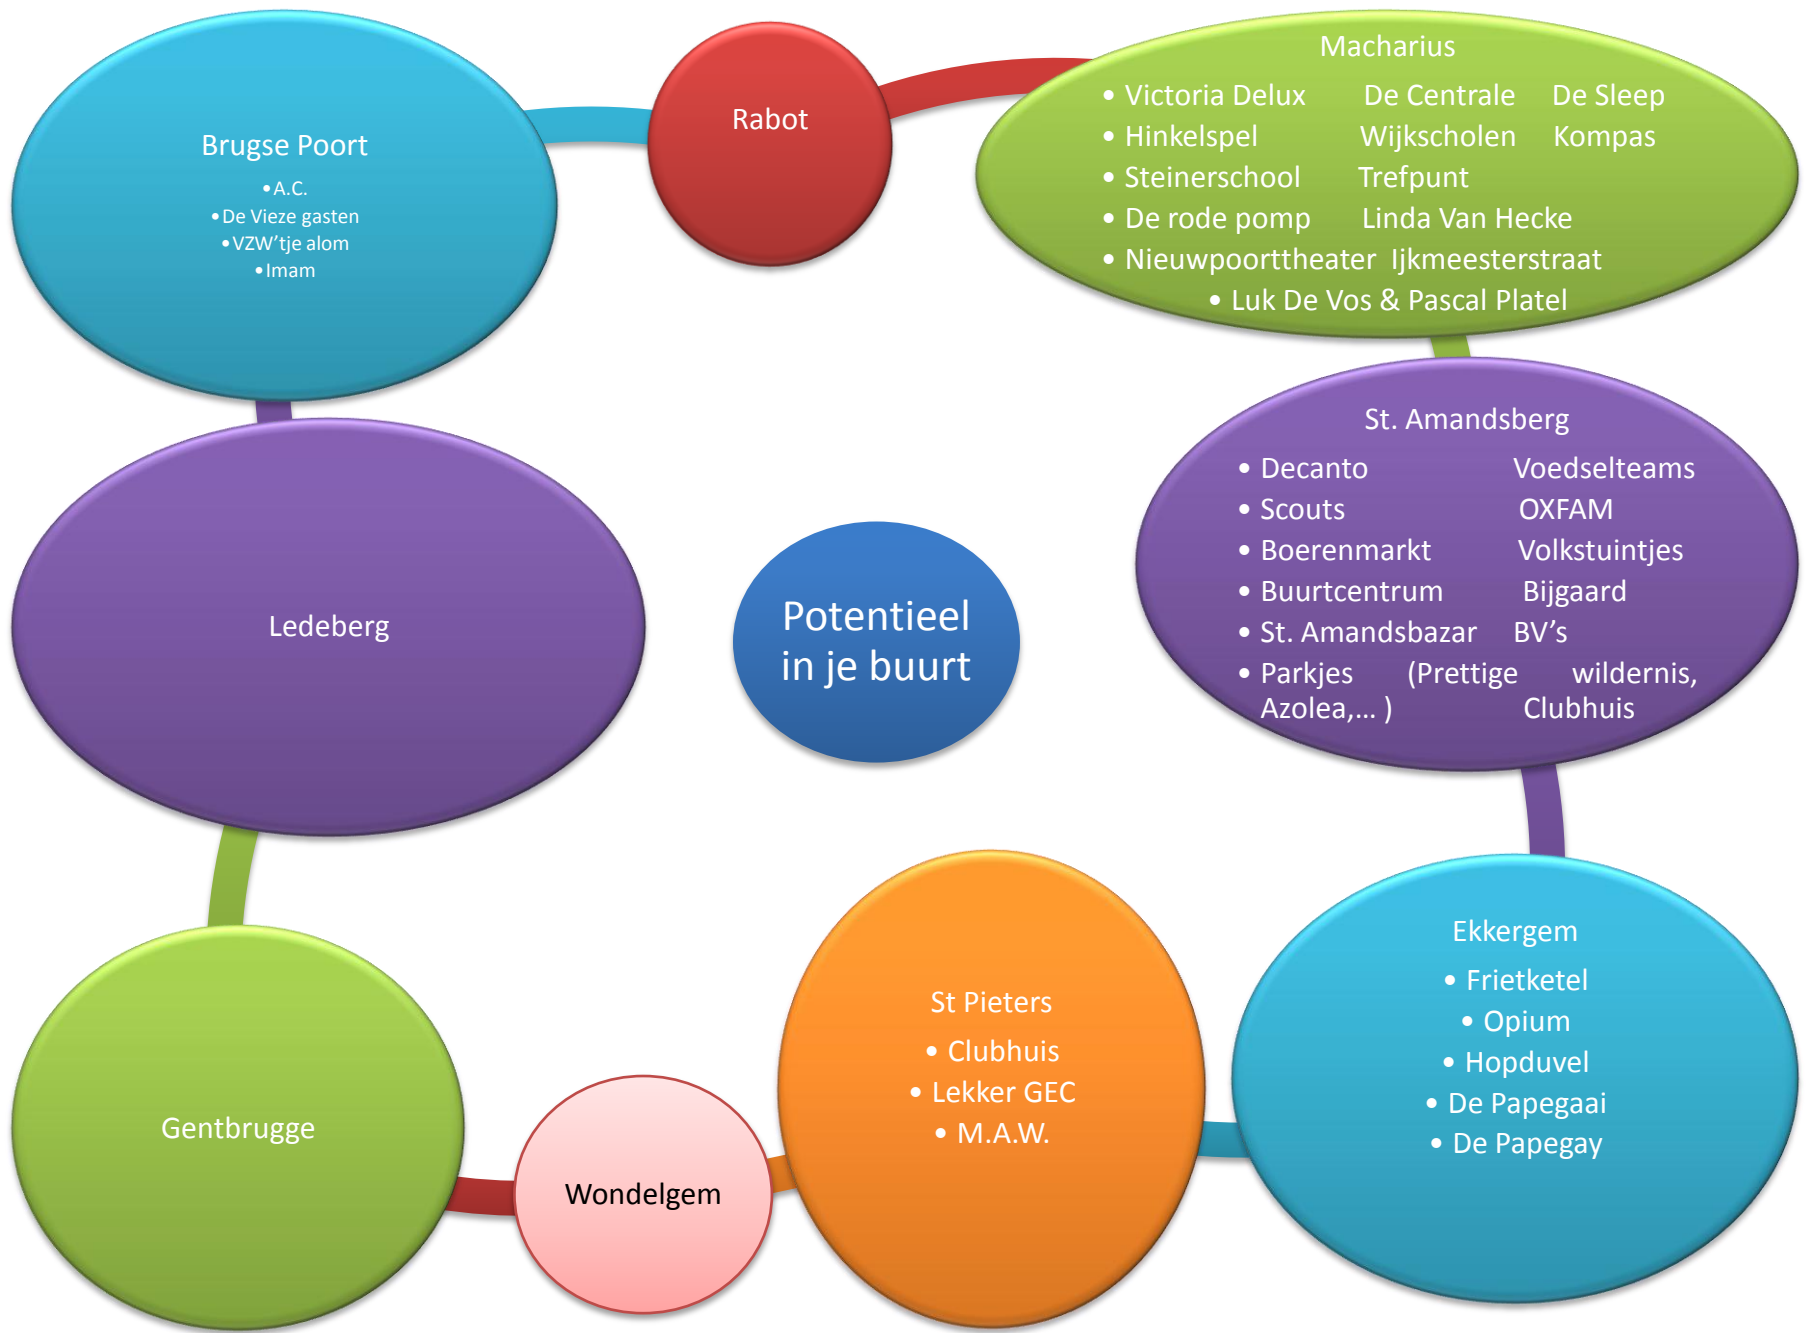 Brugse Poort
•A.C.
•De Vieze gasten
•VZW'tje alom
•Imam
Rabot
Macharius
• Victoria Delux De Centrale De Sleep
• Hinkelspel Wijkscholen Kompas
• Steinerschool Trefpunt
• De rode pomp Linda Van Hecke
• Nieuwpoorttheater Ijkmeesterstraat
• Luk De Vos & Pascal Platel
St. Amandsberg
• Decanto Voedselteams
• Scouts OXFAM
• Boerenmarkt Volkstuintjes
• Buurtcentrum Bijgaard
• St. Amandsbazar BV's
• Parkjes (Prettige wildernis,
Azolea,... ) Clubhuis
Ledeberg
Potentieel
in je buurt
Ekkergem
• Frietketel
• Opium
• Hopduvel
• De Papegaai
• De Papegay
St Pieters
• Clubhuis
• Lekker GEC
• M.A.W.
Gentbrugge
Wondelgem